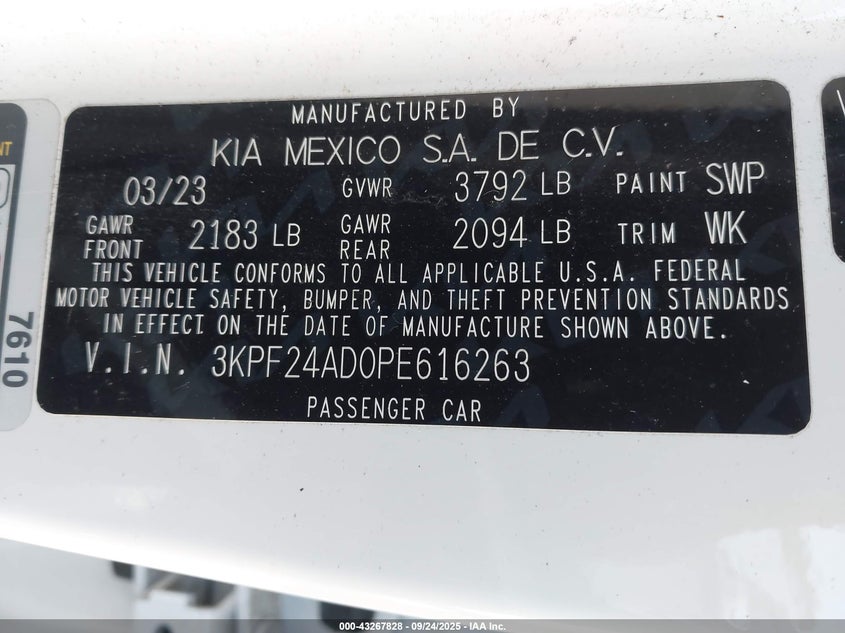 MANUFACTURED BY
KIA MEXICO S.A. DE C.V.
03/23 GVWR 3792 LB PAINT SWP
GAWR FRONT 2183 LB GAWR REAR 2094 LB TRIM WK
THIS VEHICLE CONFORMS TO ALL APPLICABLE U.S.A. FEDERAL
MOTOR VEHICLE SAFETY, BUMPER, AND THEFT PREVENTION STANDARDS
IN EFFECT ON THE DATE OF MANUFACTURE SHOWN ABOVE.
V.I.N. 3KPF24AD0PE616263
PASSENGER CAR
7610
000-43267828 - 09/24/2025 - IAA Inc.